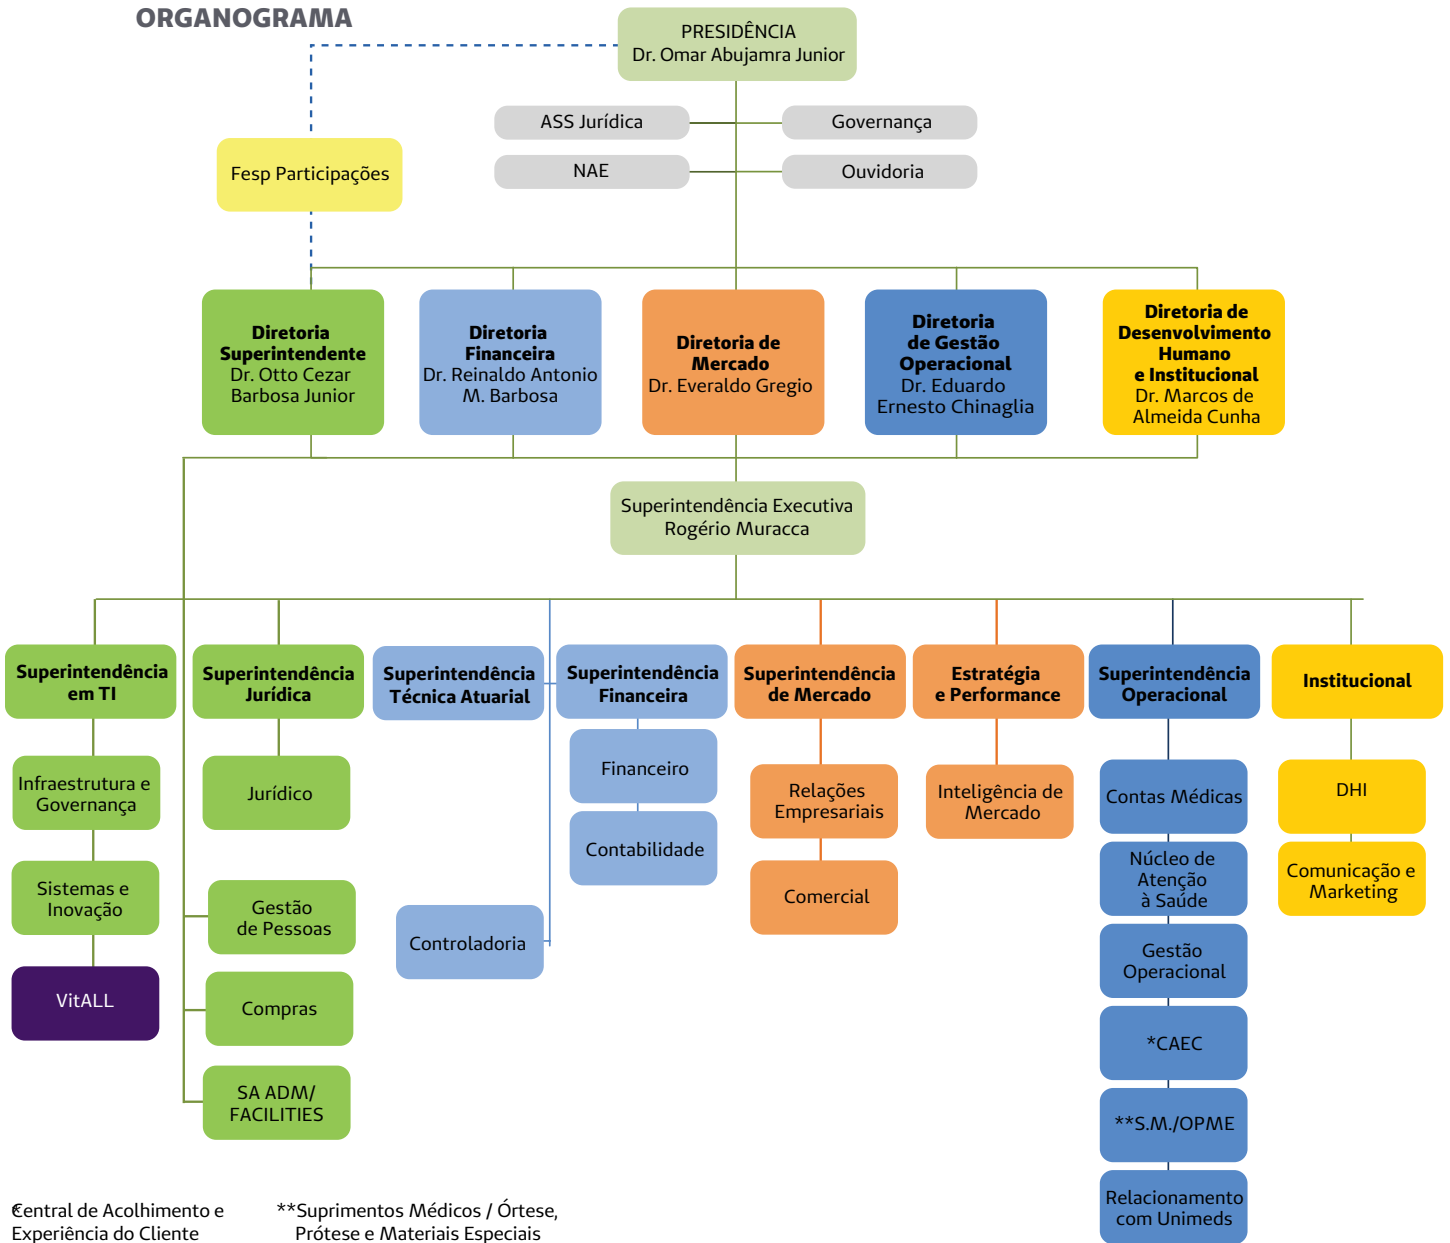 ORGANOGRAMA
PRESIDÊNCIA
Dr. Omar Abujamra Junior
ASS Jurídica
Governança
NAE
Ouvidoria
Fesp Participações
Diretoria
Superintendente
Dr. Otto Cezar
Barbosa Junior
Diretoria
Financeira
Dr. Reinaldo Antonio
M. Barbosa
Diretoria de
Mercado
Dr. Everaldo Gregio
Diretoria
de Gestão
Operacional
Dr. Eduardo
Ernesto Chinaglia
Diretoria de
Desenvolvimento
Humano
e Institucional
Dr. Marcos de
Almeida Cunha
Superintendência Executiva
Rogério Muracca
Superintendência
em TI
Superintendência
Jurídica
Superintendência
Técnica Atuarial
Superintendência
Financeira
Superintendência
de Mercado
Estratégia
e Performance
Superintendência
Operacional
Institucional
Infraestrutura e
Governança
Sistemas e
Inovação
VitALL
Jurídico
Gestão
de Pessoas
Compras
SA ADM/
FACILITIES
Controladoria
Financeiro
Contabilidade
Relações
Empresariais
Comercial
Inteligência de
Mercado
Contas Médicas
Núcleo de
Atenção
à Saúde
Gestão
Operacional
*CAEC
**S.M./OPME
Relacionamento
com Unimeds
DHI
Comunicação e
Marketing
*Central de Acolhimento e
Experiência do Cliente
**Suprimentos Médicos / Órtese,
Prótese e Materiais Especiais